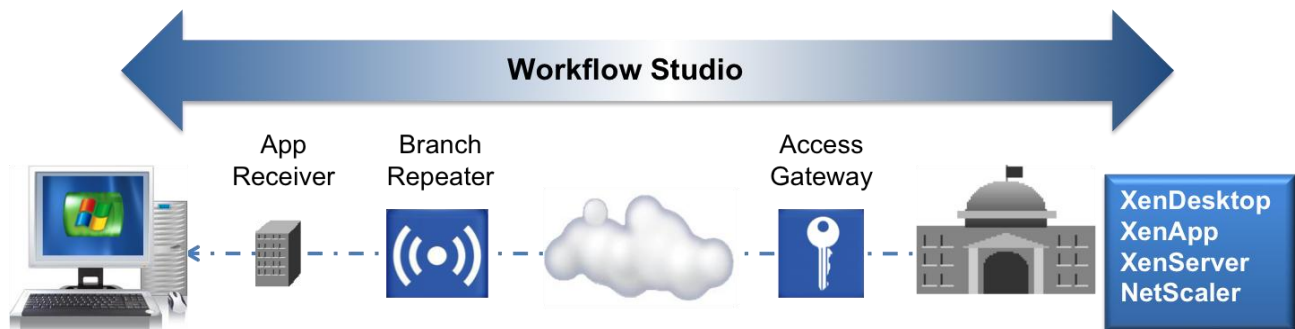 Workflow Studio
App
Receiver
Branch
Repeater
Access
Gateway
XenDesktop
XenApp
XenServer
NetScaler